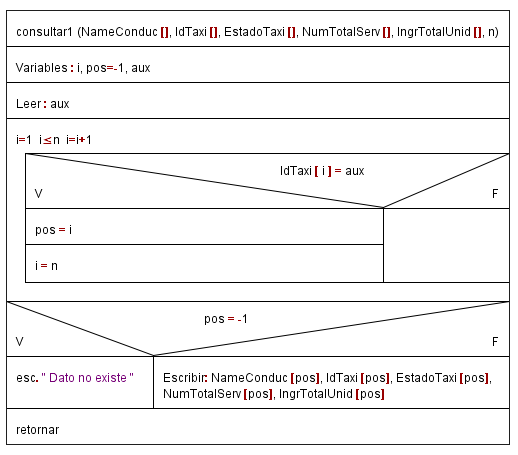 consultar1 (NameConduc [], IdTaxi [], EstadoTaxi [], NumTotalServ [], IngrTotalUnid [], n)
Variables : i, pos=-1, aux
Leer : aux
i=1 i≤n i=i+1
IdTaxi [ i ] = aux
V
F
pos = i
i = n
pos = -1
V
F
esc. " Dato no existe "
Escribir: NameConduc [pos], IdTaxi [pos], EstadoTaxi [pos],
NumTotalServ [pos], IngrTotalUnid [pos]
retornar